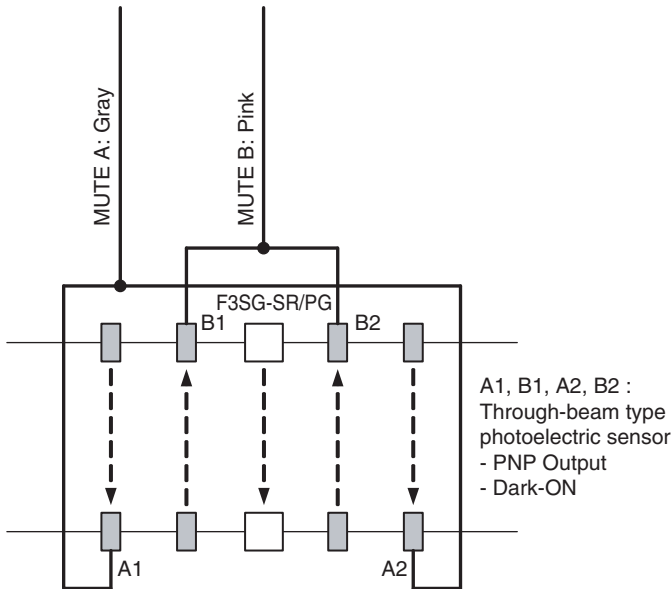 MUTE A: Gray
MUTE B: Pink
F3SG-SR/PG
B1
B2
A1, B1, A2, B2 :
Through-beam type
photoelectric sensor
- PNP Output
- Dark-ON
A1
A2